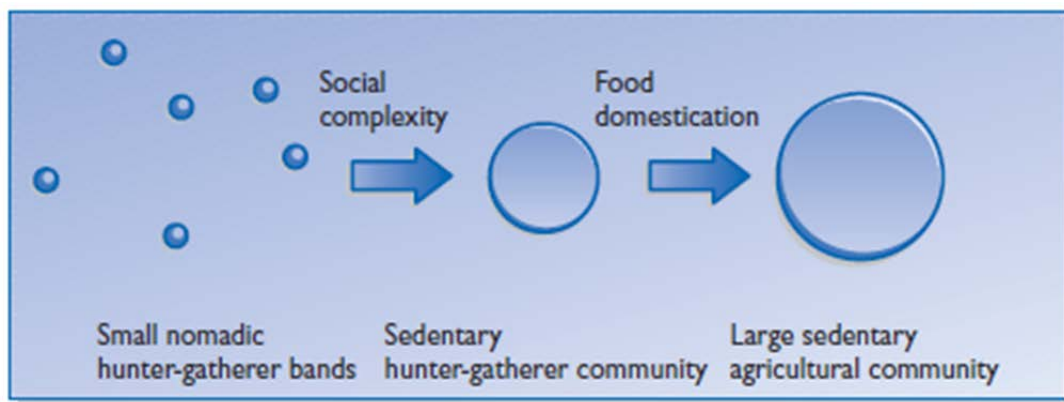 Social
complexity
Food
domestication
Small nomadic
hunter-gatherer bands
Sedentary
hunter-gatherer community
Large sedentary
agricultural community